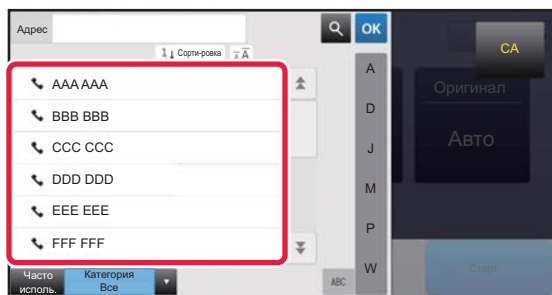 Адрес
OK
CA
1 Сорти-ровка A
A
AAA AAA
BBB BBB
CCC CCC
DDD DDD
EEE EEE
FFF FFF
D
J
M
P
W
Оригинал
Авто
Часто исполь.
Категория
Все
ABC
Старт